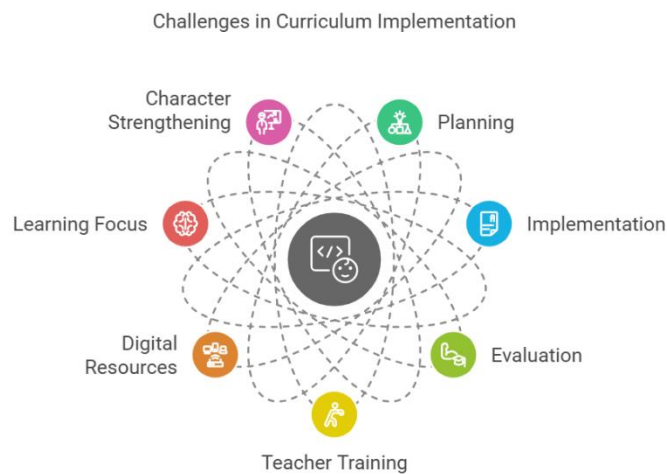 Challenges in Curriculum Implementation
Character
Strengthening
Planning
Learning Focus
Implementation
Digital
Resources
Evaluation
Teacher Training